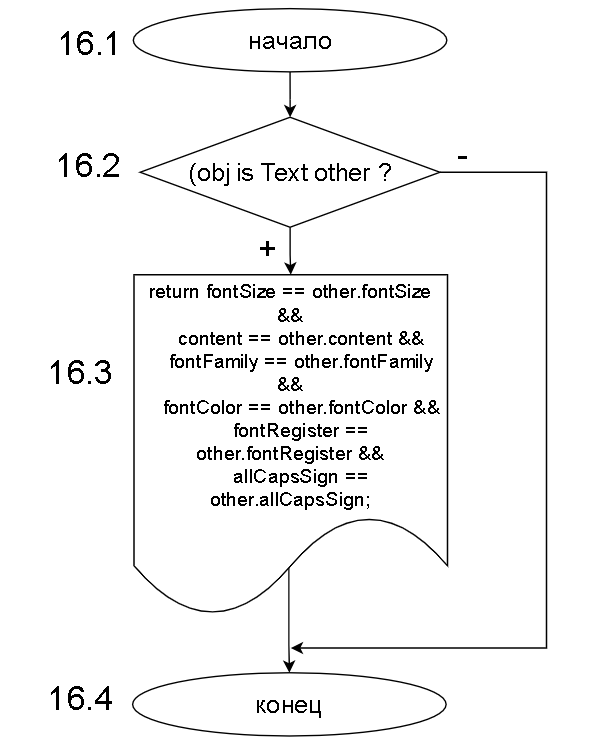 16.1
начало
16.2
(obj is Text other ?
-
+
16.3
return fontSize == other.fontSize
&&
content == other.content &&
fontFamily == other.fontFamily
&&
fontColor == other.fontColor &&
fontRegister ==
other.fontRegister &&
allCapsSign ==
other.allCapsSign;
16.4
конец